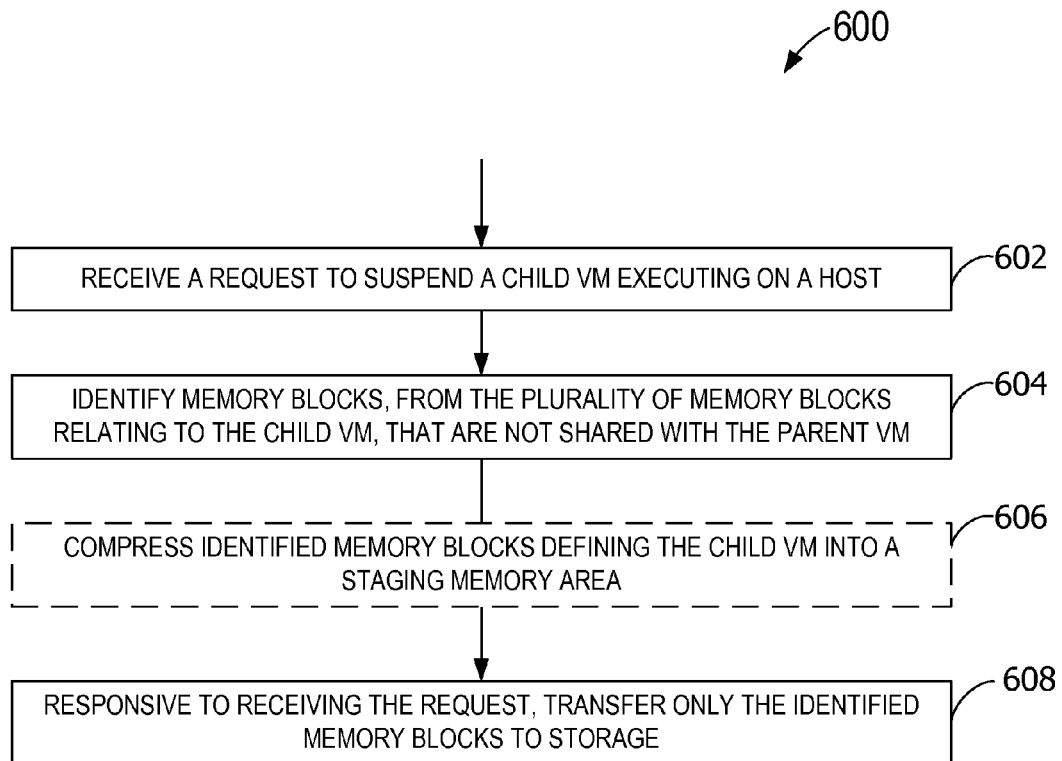 600
RECEIVE A REQUEST TO SUSPEND A CHILD VM EXECUTING ON A HOST
602
IDENTIFY MEMORY BLOCKS, FROM THE PLURALITY OF MEMORY BLOCKS
RELATING TO THE CHILD VM, THAT ARE NOT SHARED WITH THE PARENT VM
604
COMPRESS IDENTIFIED MEMORY BLOCKS DEFINING THE CHILD VM INTO A
STAGING MEMORY AREA
606
RESPONSIVE TO RECEIVING THE REQUEST, TRANSFER ONLY THE IDENTIFIED
MEMORY BLOCKS TO STORAGE
608